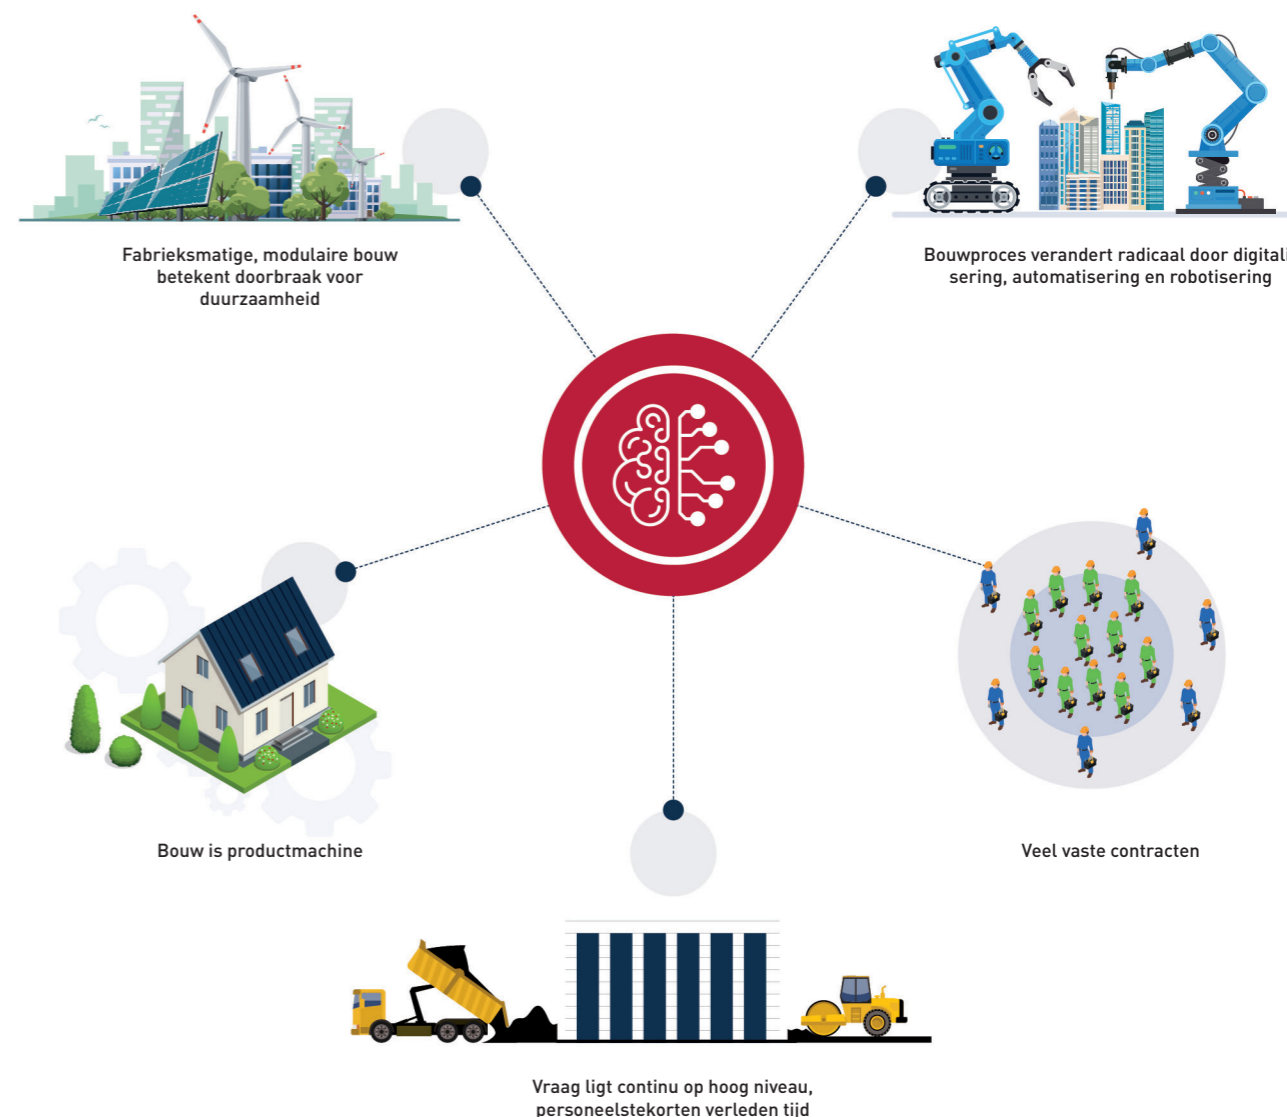 Fabrieksmatige, modulaire bouw
betekent doorbraak voor
duurzaamheid
Bouwproces verandert radicaal door digitali
sering, automatisering en robotisering
Bouw is productmachine
Veel vaste contracten
Vraag ligt continu op hoog niveau,
personeelstekorten verleden tijd